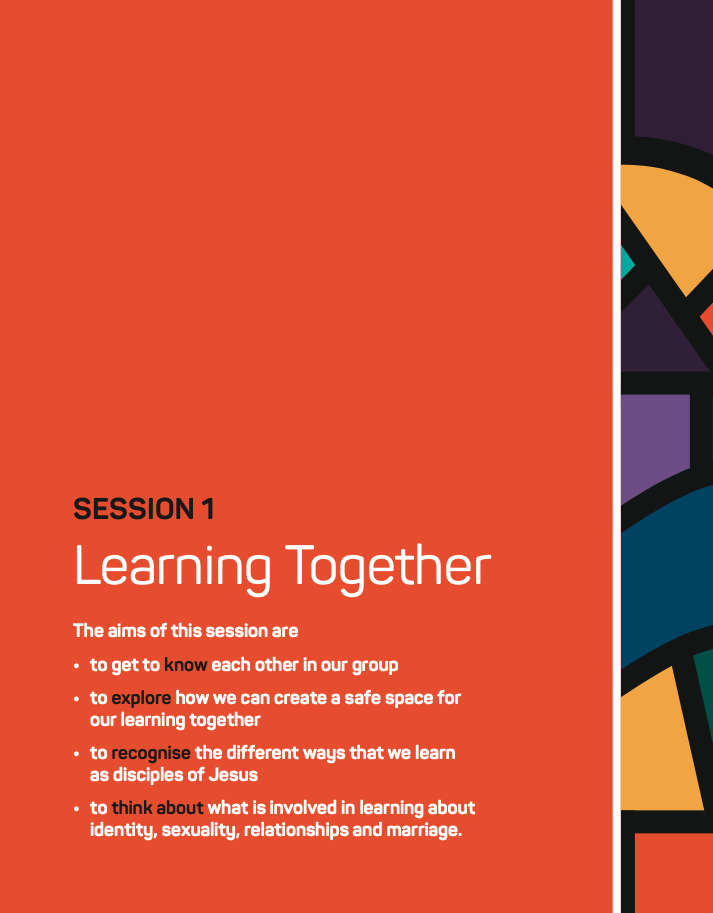 SESSION 1
Learning Together
The aims of this session are
• to get to know each other in our group
• to explore how we can create a safe space for
our learning together
• to recognise the different ways that we learn
as disciples of Jesus
• to think about what is involved in learning about
identity, sexuality, relationships and marriage.